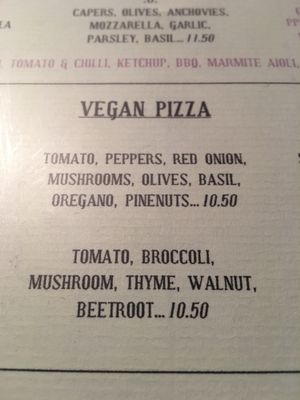 CAPERS, OLIVES, ANCHOVIES,
MOZZARELLA, GARLIC,
PARSLEY, BASIL... 11.50
TOMATO & CHILLI, KETCHUP, BBQ, MARMITE AIOLI,
VEGAN PIZZA
TOMATO, PEPPERS, RED ONION,
MUSHROOMS, OLIVES, BASIL,
OREGANO, PINENUTS... 10.50
TOMATO, BROCCOLI,
MUSHROOM, THYME, WALNUT,
BEETROOT... 10.50